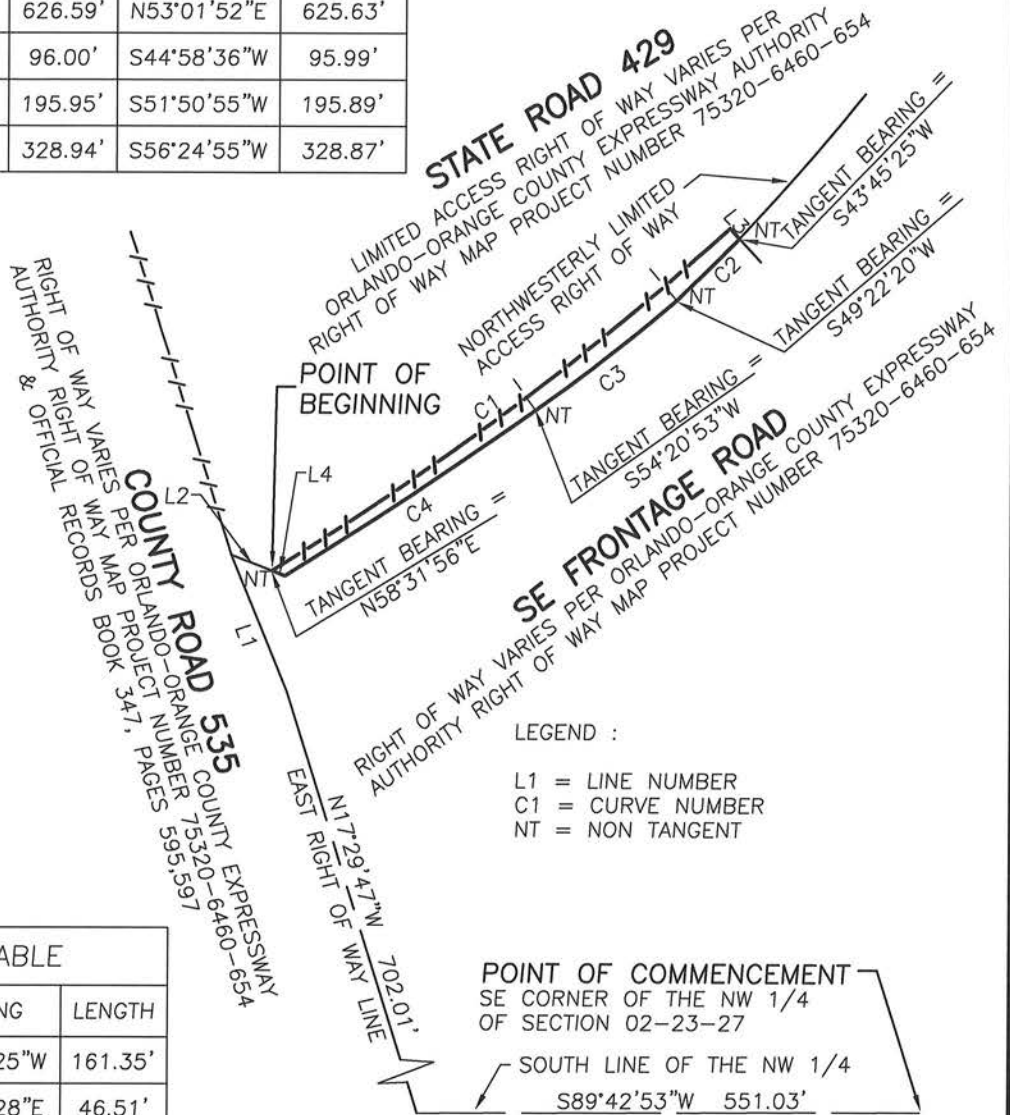 626.59' N53°01'52"E 625.63'
96.00' S44°58'36"W 95.99'
195.95' S51°50'55"W 195.89'
328.94' S56°24'55"W 328.87'
STATE ROAD 429
LIMITED ACCESS RIGHT OF WAY VARIES PER
ORLANDO-ORANGE COUNTY EXPRESSWAY AUTHORITY
RIGHT OF WAY MAP PROJECT NUMBER 75320-6460-654
NORTHWESTERLY LIMITED
ACCESS RIGHT OF WAY
L3
NT
TANGENT BEARING =
S43°45'25"W
C2
NT
TANGENT BEARING =
S49°22'20"W
C3
C1
NT
TANGENT BEARING =
S54°20'53"W
POINT OF
BEGINNING
L4
L2
C4
NT
TANGENT BEARING =
N58°31'56"E
L1
SE FRONTAGE ROAD
RIGHT OF WAY VARIES PER ORLANDO-ORANGE COUNTY EXPRESSWAY
AUTHORITY RIGHT OF WAY MAP PROJECT NUMBER 75320-6460-654
COUNTY ROAD 535
RIGHT OF WAY VARIES PER ORLANDO-ORANGE COUNTY EXPRESSWAY
AUTHORITY RIGHT OF WAY MAP PROJECT NUMBER 75320-6460-654
& OFFICIAL RECORDS BOOK 347, PAGES 595,597
LEGEND :
L1 = LINE NUMBER
C1 = CURVE NUMBER
NT = NON TANGENT
N17°29'47"W 702.01'
EAST RIGHT OF WAY LINE
POINT OF COMMENCEMENT
SE CORNER OF THE NW 1/4
OF SECTION 02-23-27
SOUTH LINE OF THE NW 1/4
S89°42'53"W 551.03'
ABLE
NG LENGTH
25"W 161.35'
28"E 46.51'